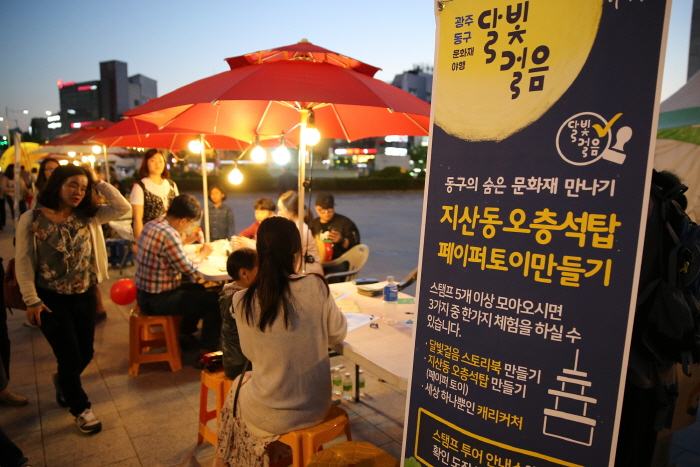 광주
동구
문화재
야행
달빛
걸음
달빛
걸음
동구의 숨은 문화재 만나기
지산동 오층석탑
페이퍼토이만들기
스탬프 5개 이상 모아오시면
3가지 중 한가지 체험을 하실 수
있습니다.
· 달빛걸음 스토리북 만들기
· 지산동 오층석탑 만들기
(페이퍼 토이)
· 세상 하나뿐인 캐리커처
스탬프 투어 안내소
확인 도장